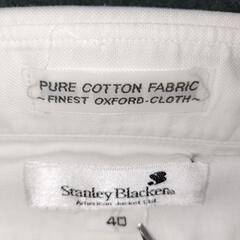 PURE COTTON FABRIC
~FINEST OXFORD-CLOTH~
Stanley Blacker®
American Jacket Ltd.
40